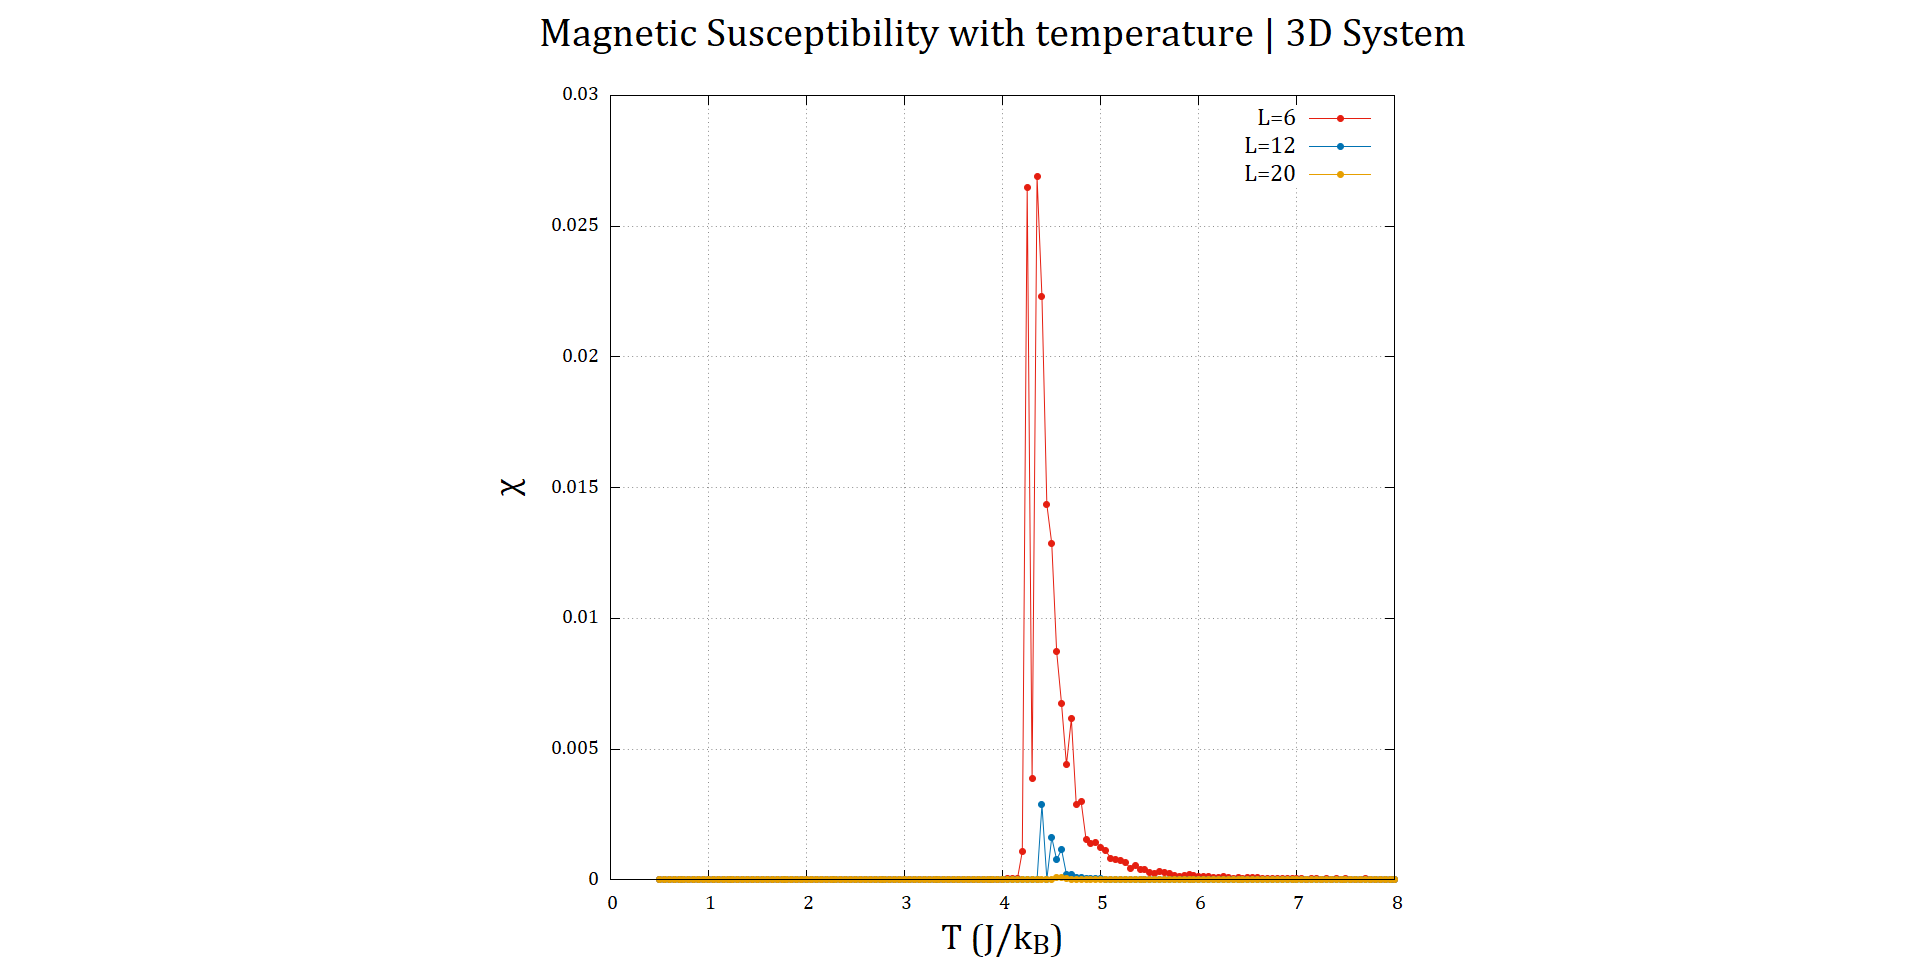 Magnetic Susceptibility with temperature | 3D System
0.03
0.025
0.02
0.015
0.01
0.005
0
χ
L=6
L=12
L=20
0 1 2 3 4 5 6 7 8
T (J/k_B)